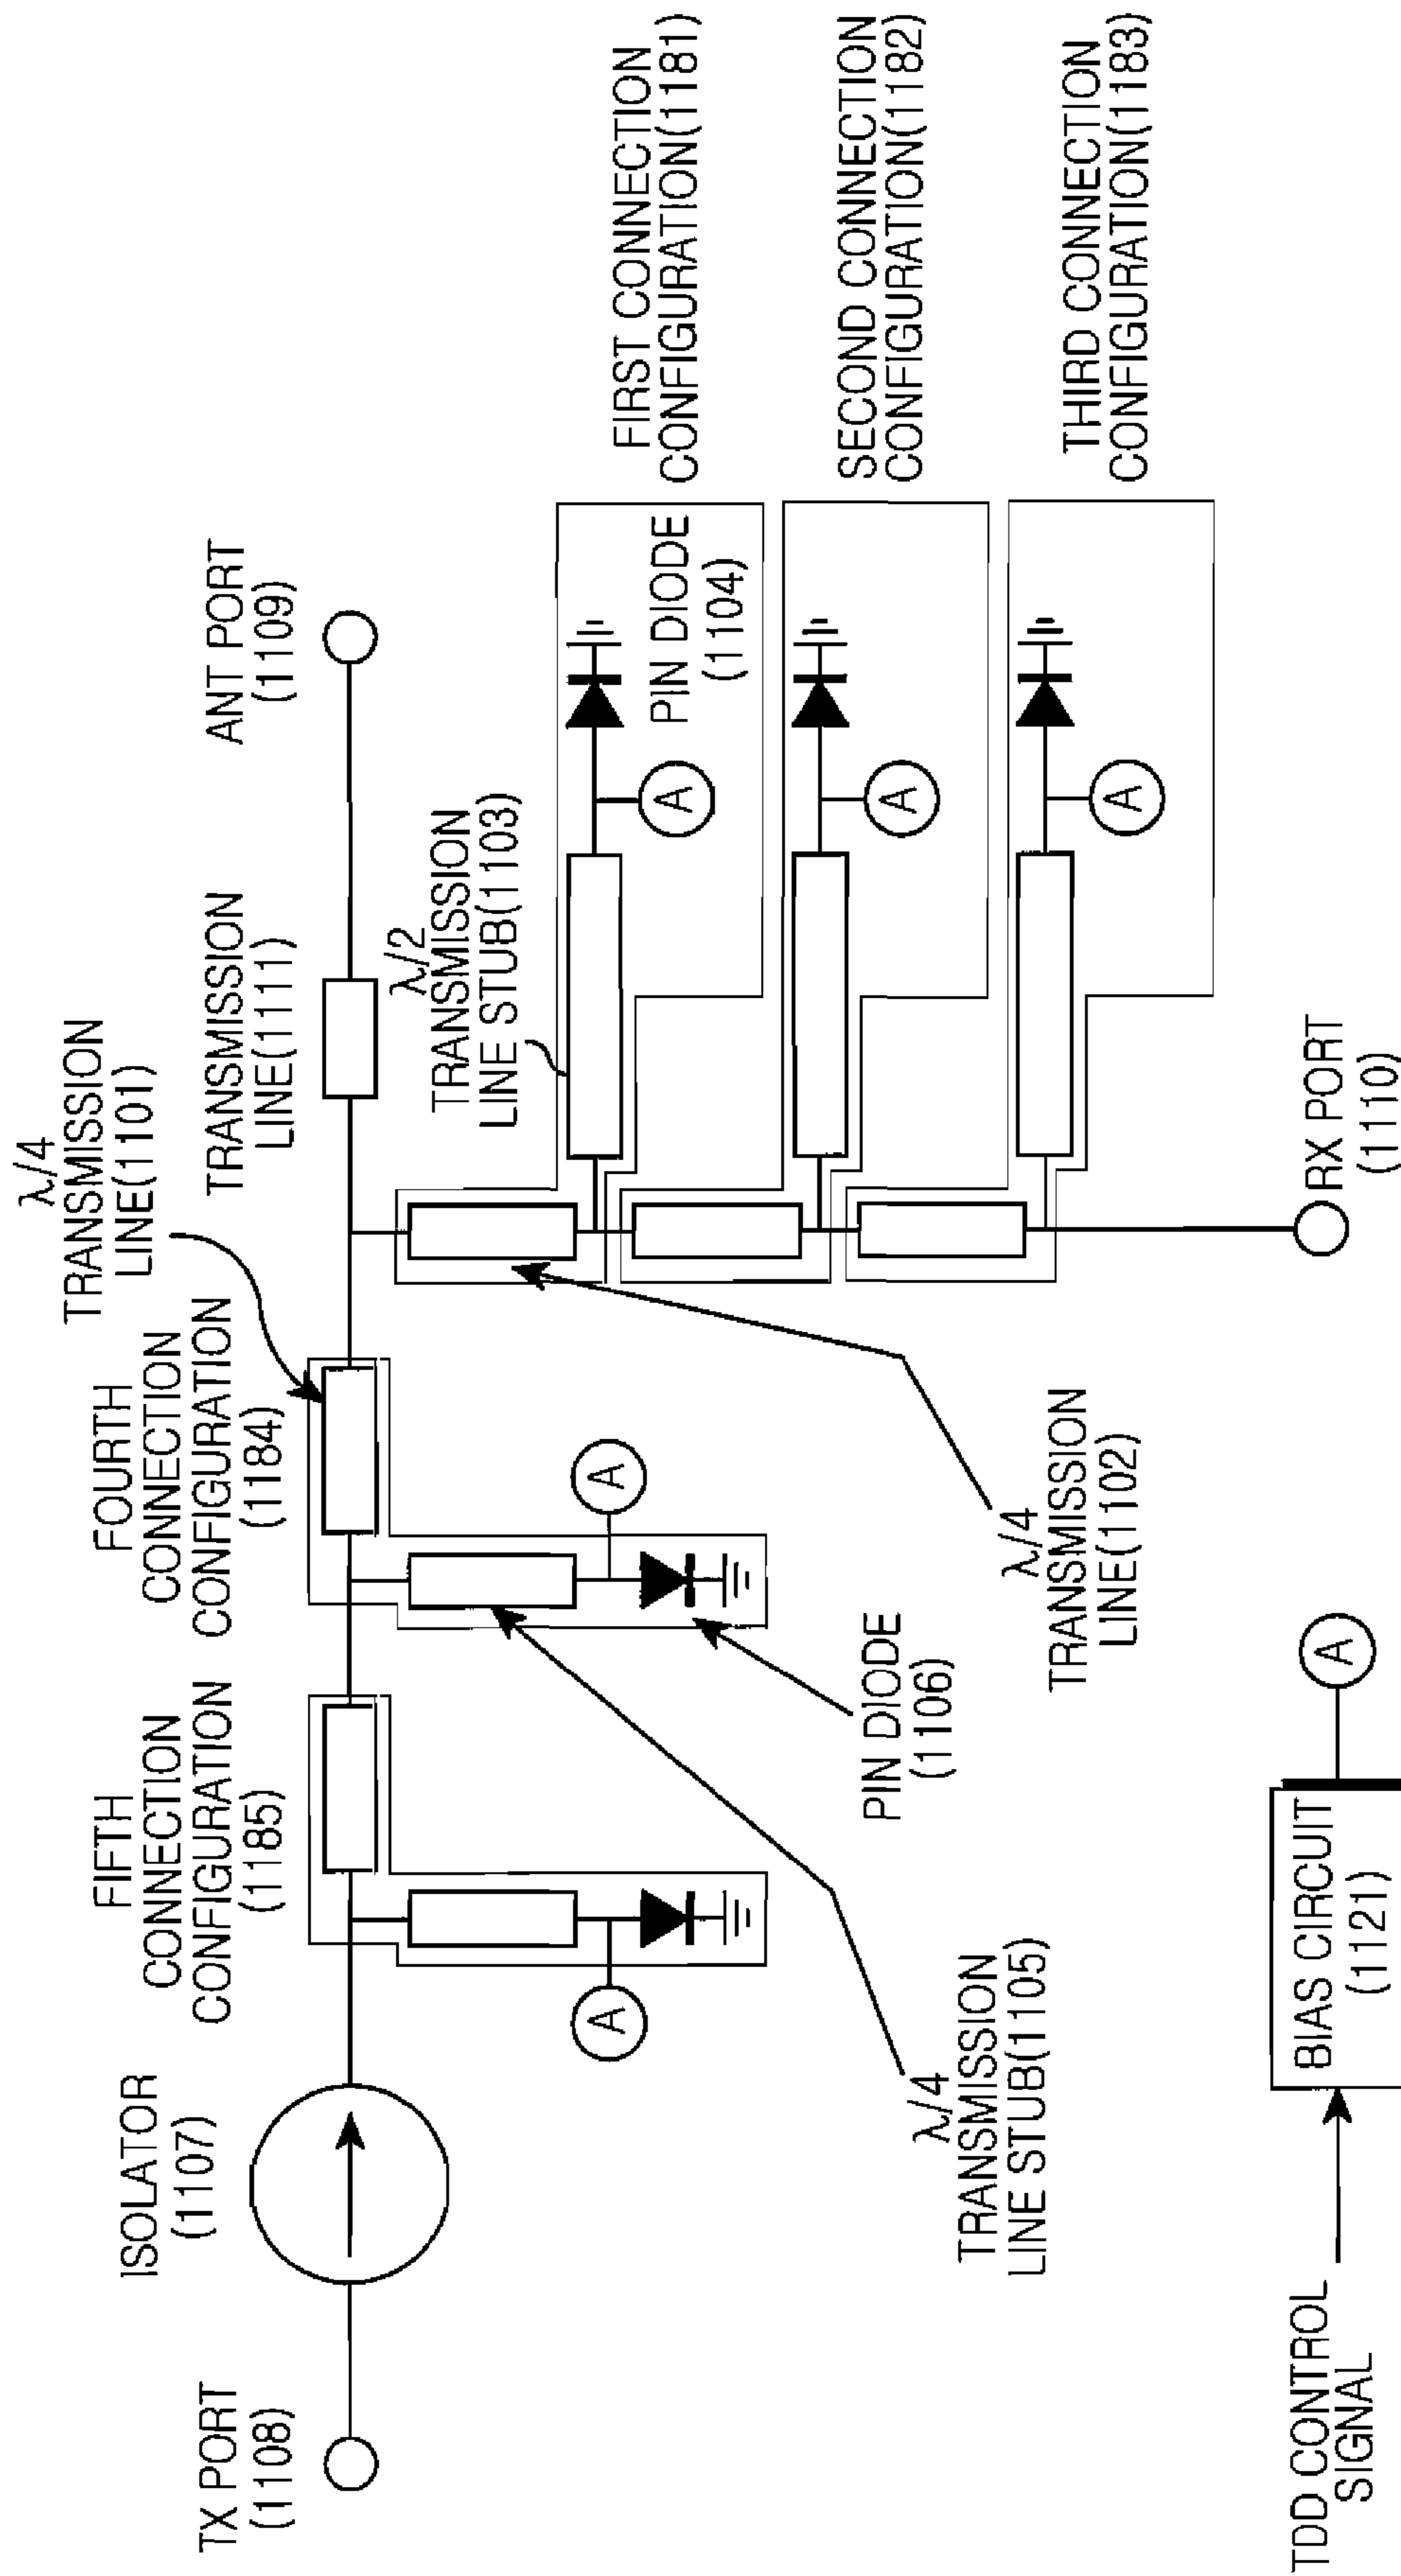 TX PORT
(1108)
ISOLATOR
(1107)
FIFTH
CONNECTION
CONFIGURATION
(1185)
FOURTH
CONNECTION
CONFIGURATION
(1184)
λ/4
TRANSMISSION
LINE(1101)
TRANSMISSION
LINE(1111)
ANT PORT
(1109)
λ/2
TRANSMISSION
LINE STUB(1103)
A
PIN DIODE
(1104)
FIRST CONNECTION
CONFIGURATION(1181)
A
SECOND CONNECTION
CONFIGURATION(1182)
A
THIRD CONNECTION
CONFIGURATION(1183)
A
A
PIN DIODE
(1106)
λ/4
TRANSMISSION
LINE STUB(1105)
λ/4
TRANSMISSION
LINE(1102)
RX PORT
(1110)
TDD CONTROL
SIGNAL
BIAS CIRCUIT
(1121)
A